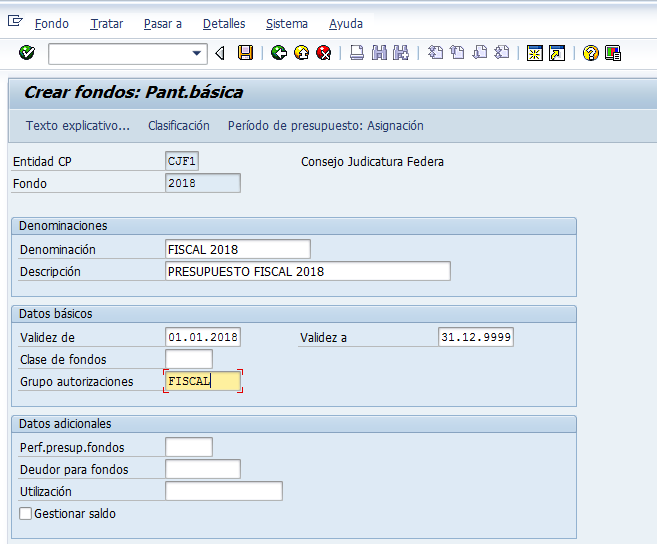 Fondo Tratar Pasar a Detalles Sistema Ayuda
Crear fondos: Pant.básica
Texto explicativo... Clasificación Período de presupuesto: Asignación
Entidad CP CJF1 Consejo Judicatura Federa
Fondo 2018
Denominaciones
Denominación FISCAL 2018
Descripción PRESUPUESTO FISCAL 2018
Datos básicos
Validez de 01.01.2018 Validez a 31.12.9999
Clase de fondos
Grupo autorizaciones FISCAL
Datos adicionales
Perf.presup.fondos
Deudor para fondos
Utilización
Gestionar saldo